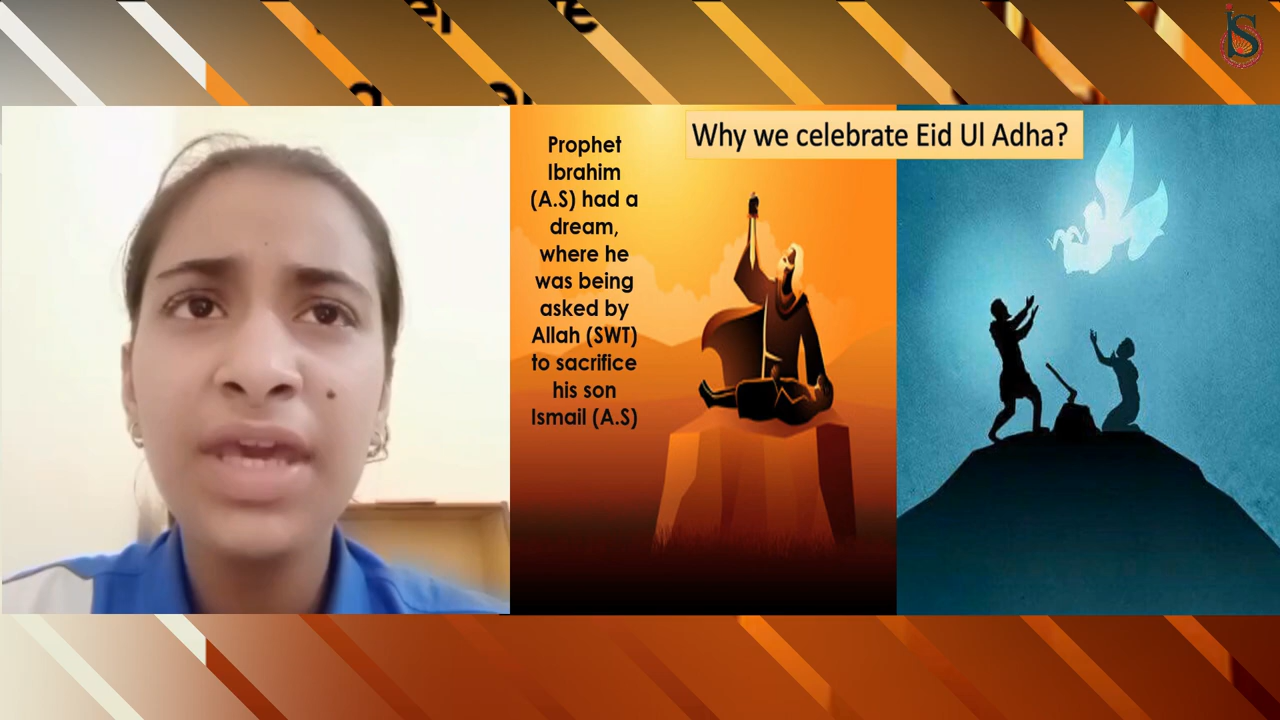 Why we celebrate Eid Ul Adha?
Prophet
Ibrahim
(A.S) had a
dream,
where he
was being
asked by
Allah (SWT)
to sacrifice
his son
Ismail (A.S)